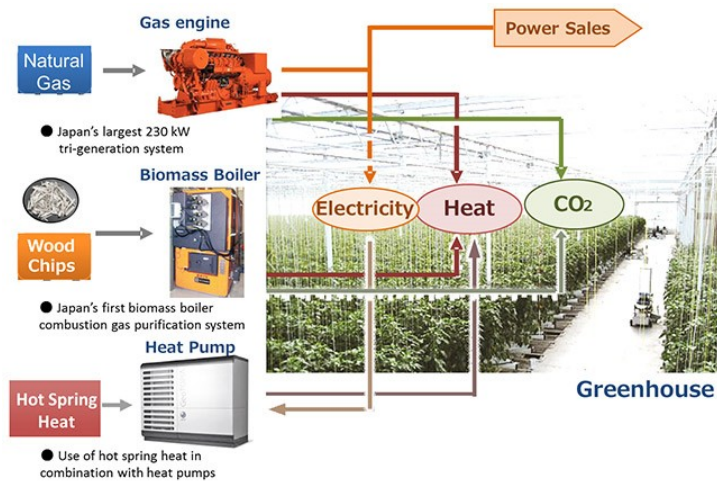 Gas engine
Power Sales
Natural
Gas
● Japan's largest 230 kW
tri-generation system
Biomass Boiler
Electricity
Heat
CO₂
Wood
Chips
● Japan's first biomass boiler
combustion gas purification system
Heat Pump
Greenhouse
Hot Spring
Heat
● Use of hot spring heat in
combination with heat pumps